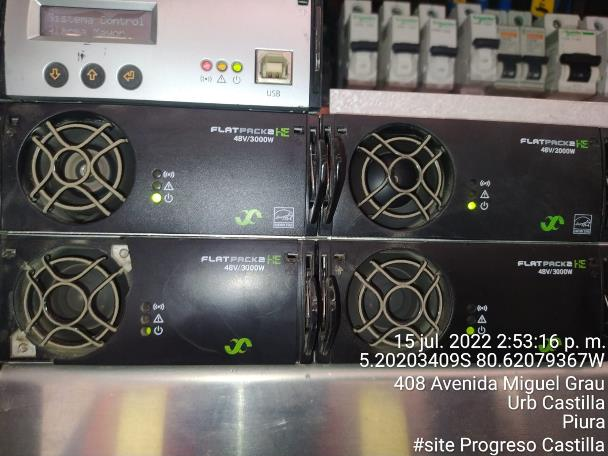 Sistema Control
Alarma Mayor
USB
FLATPACK2 HE
48V/3000W
FLATPACK2 HE
48V/2000W
FLATPACK2 HE
48V/3000W
FLATPACK2 HE
48V/3000W
15 jul. 2022 2:53:16 p. m.
5.20203409S 80.62079367W
408 Avenida Miguel Grau
Urb Castilla
Piura
#site Progreso Castilla